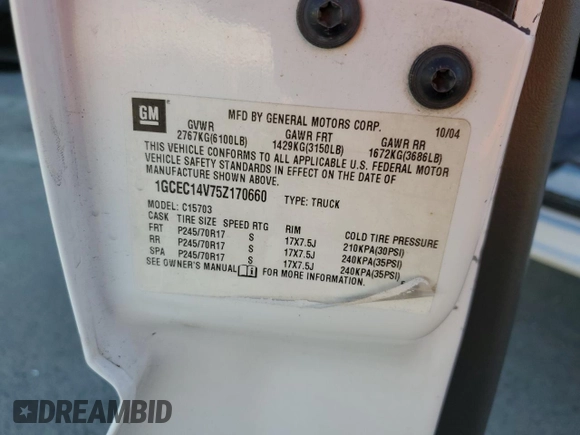 GM
MFD BY GENERAL MOTORS CORP. 10/04
GVWR GAWR FRT GAWR RR
2767KG(6100LB) 1429KG(3150LB) 1672KG(3686LB)
THIS VEHICLE CONFORMS TO ALL APPLICABLE U.S. FEDERAL MOTOR
VEHICLE SAFETY STANDARDS IN EFFECT ON THE DATE OF
MANUFACTURE SHOWN ABOVE.
1GCEC14V75Z170660 TYPE: TRUCK
MODEL: C15703
CASK TIRE SIZE SPEED RTG RIM COLD TIRE PRESSURE
FRT P245/70R17 S 17X7.5J 210KPA(30PSI)
RR P245/70R17 S 17X7.5J 240KPA(35PSI)
SPA P245/70R17 S 17X7.5J 240KPA(35PSI)
SEE OWNER'S MANUAL FOR MORE INFORMATION.
DREAMBID